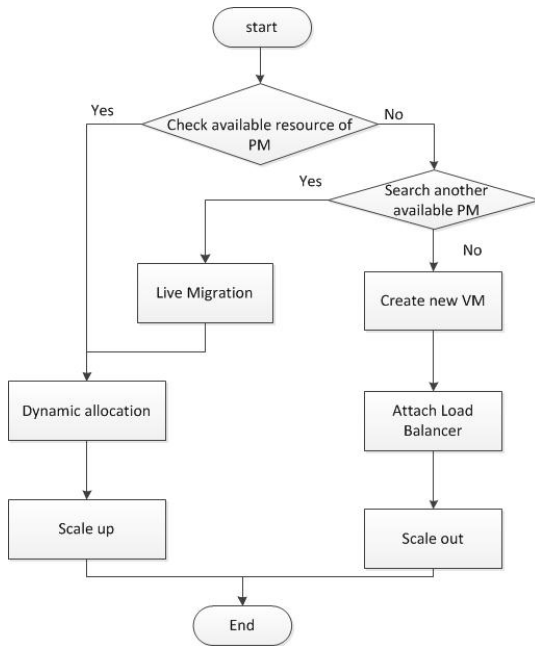 start
Yes
No
Check available resource of
PM
Yes
Search another
available PM
No
Live Migration
Create new VM
Dynamic allocation
Attach Load
Balancer
Scale up
Scale out
End